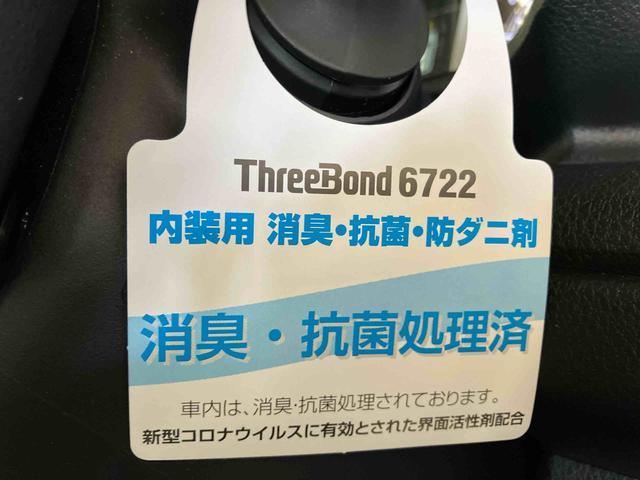 ThreeBond 6722
内装用 消臭・抗菌・防ダニ剤
消臭・抗菌処理済
車内は、消臭・抗菌処理されております。
新型コロナウイルスに有効とされた界面活性剤配合